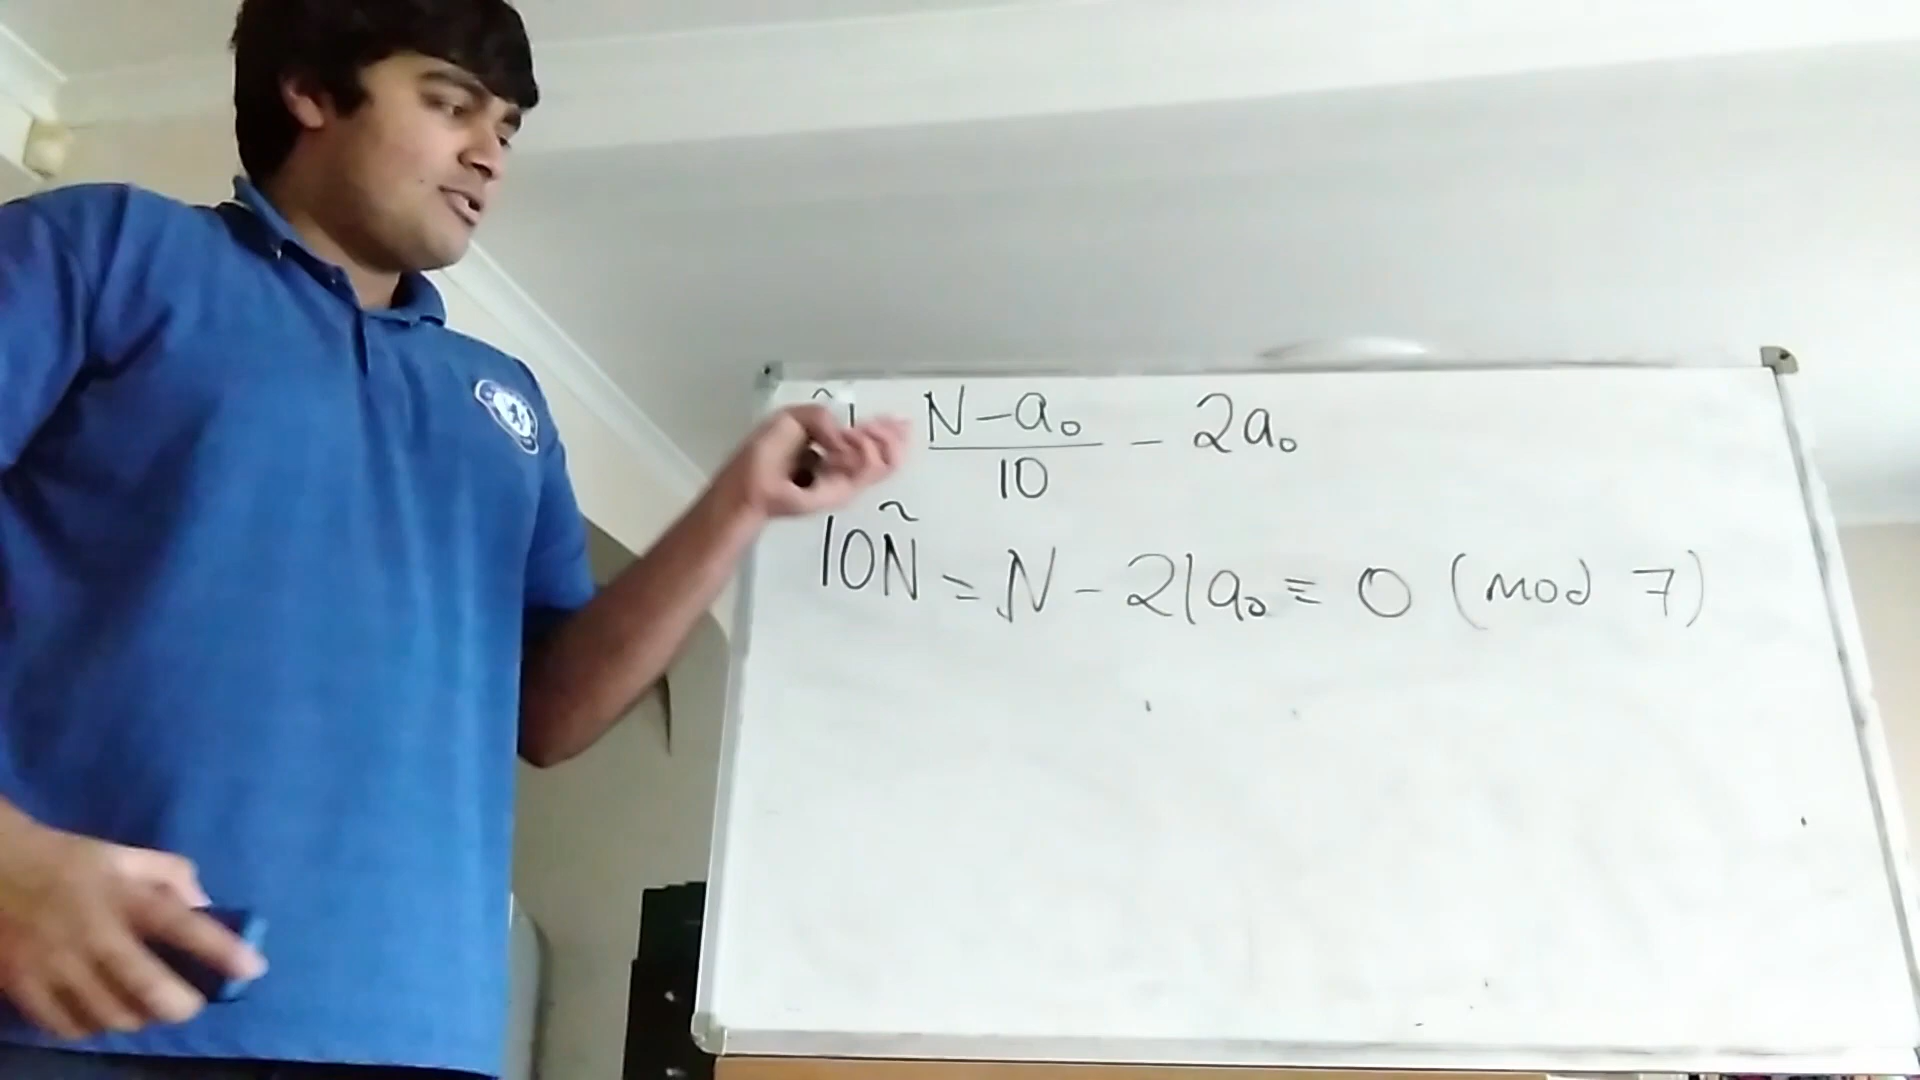 N-a₀/10 - 2a₀
10Ñ = N - 21a₀ ≡ 0 (mod 7)